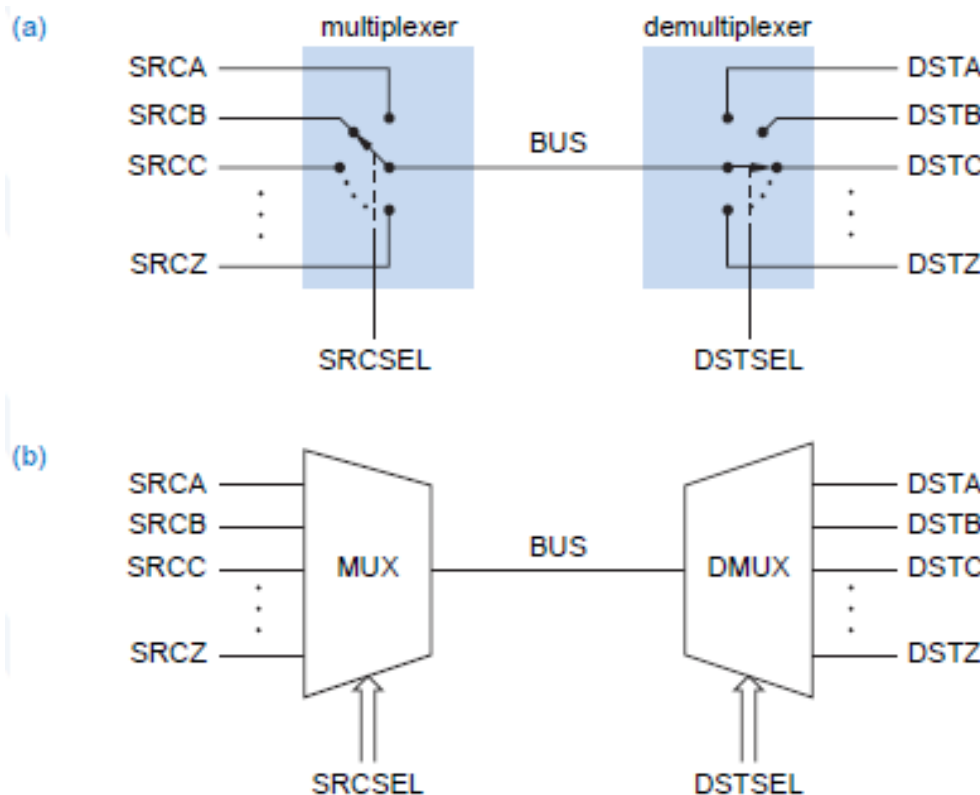 (a) multiplexer demultiplexer
SRCA DSTA
SRCB DSTB
BUS
SRCC DSTC
SRCZ DSTZ
SRCSEL DSTSEL
(b)
SRCA DSTA
SRCB DSTB
BUS
SRCC MUX DMUX DSTC
SRCZ DSTZ
SRCSEL DSTSEL